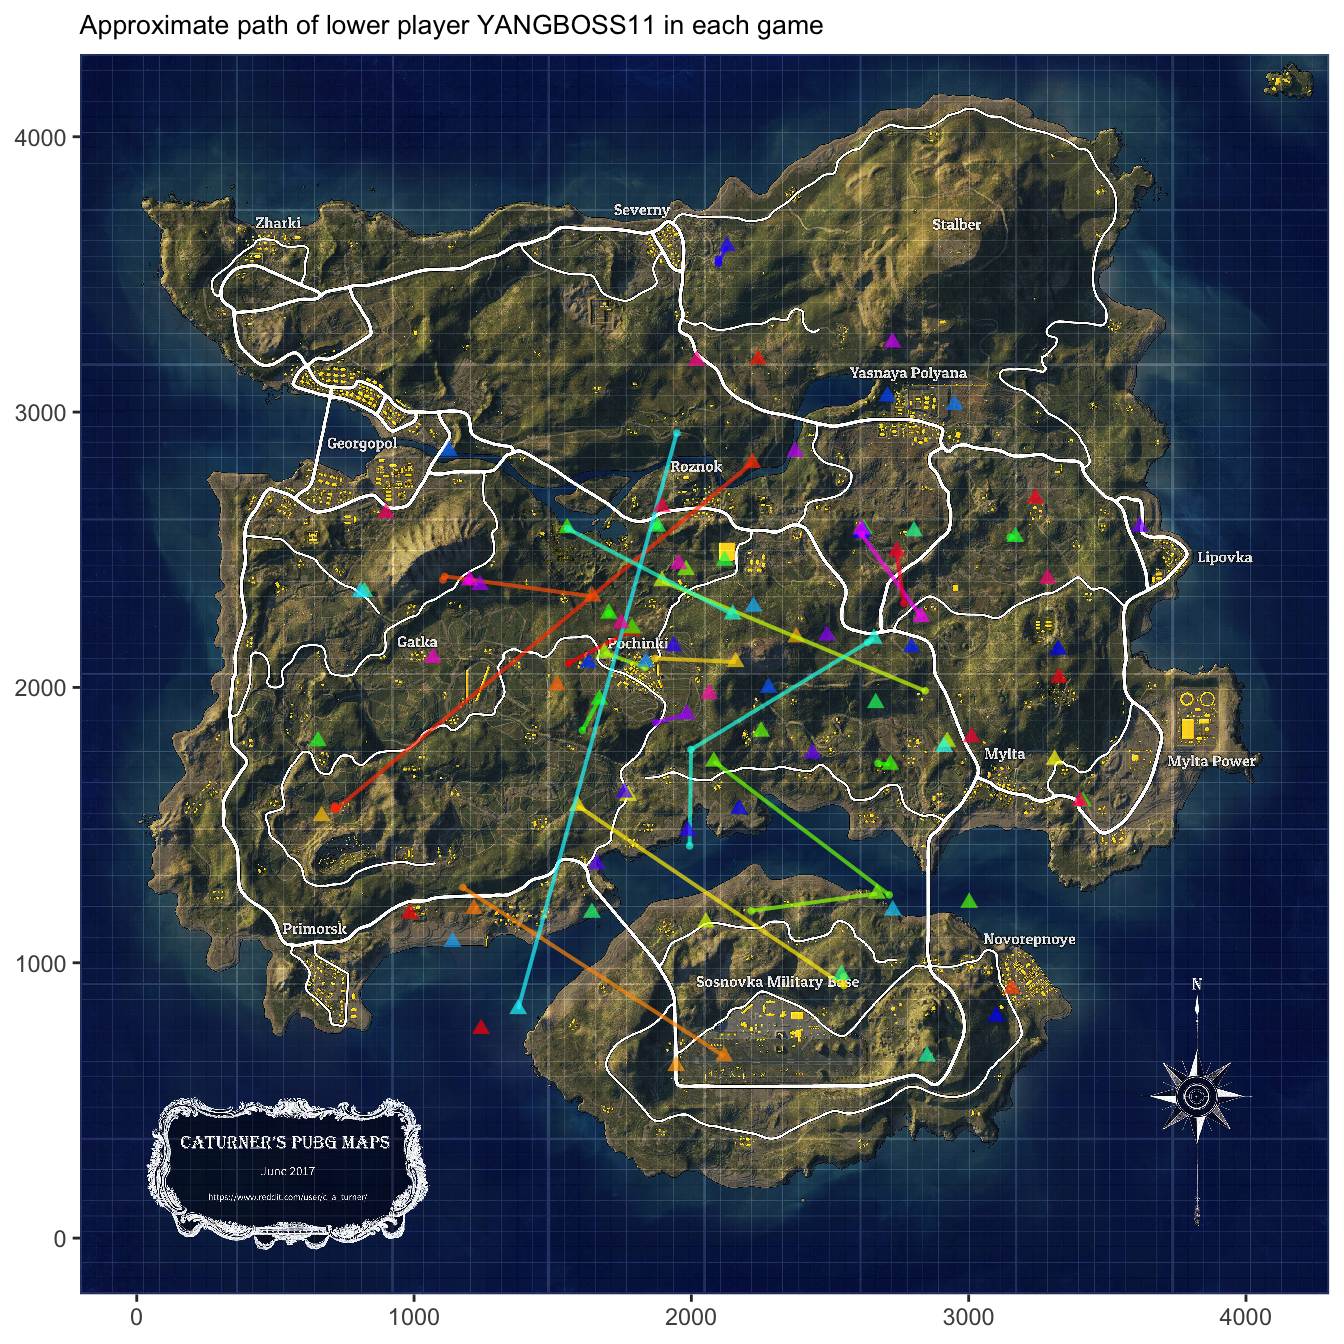 Approximate path of lower player YANGBOSS11 in each game
4000
3000
2000
1000
0
0
1000
2000
3000
4000
Zharki
Severny
Stalber
Yasnaya Polyana
Georgopol
Roznok
Lipovka
Gatka
Pochinki
Mylta
Mylta Power
Primorsk
Novorepnoye
Sosnovka Military Base
N
CATURNER'S PUBG MAPS
June 2017
https://www.reddit.com/user/c_a_turner/